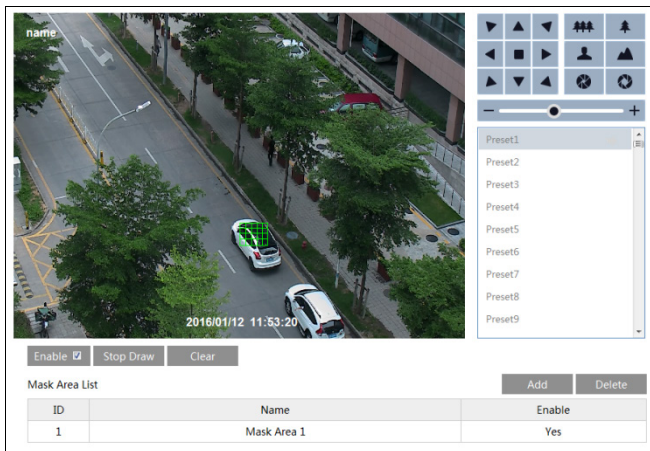 name
2016/01/12 11:53:20
Preset1
Preset2
Preset3
Preset4
Preset5
Preset6
Preset7
Preset8
Preset9
Enable Stop Draw Clear
Mask Area List Add Delete
ID Name Enable
1 Mask Area 1 Yes